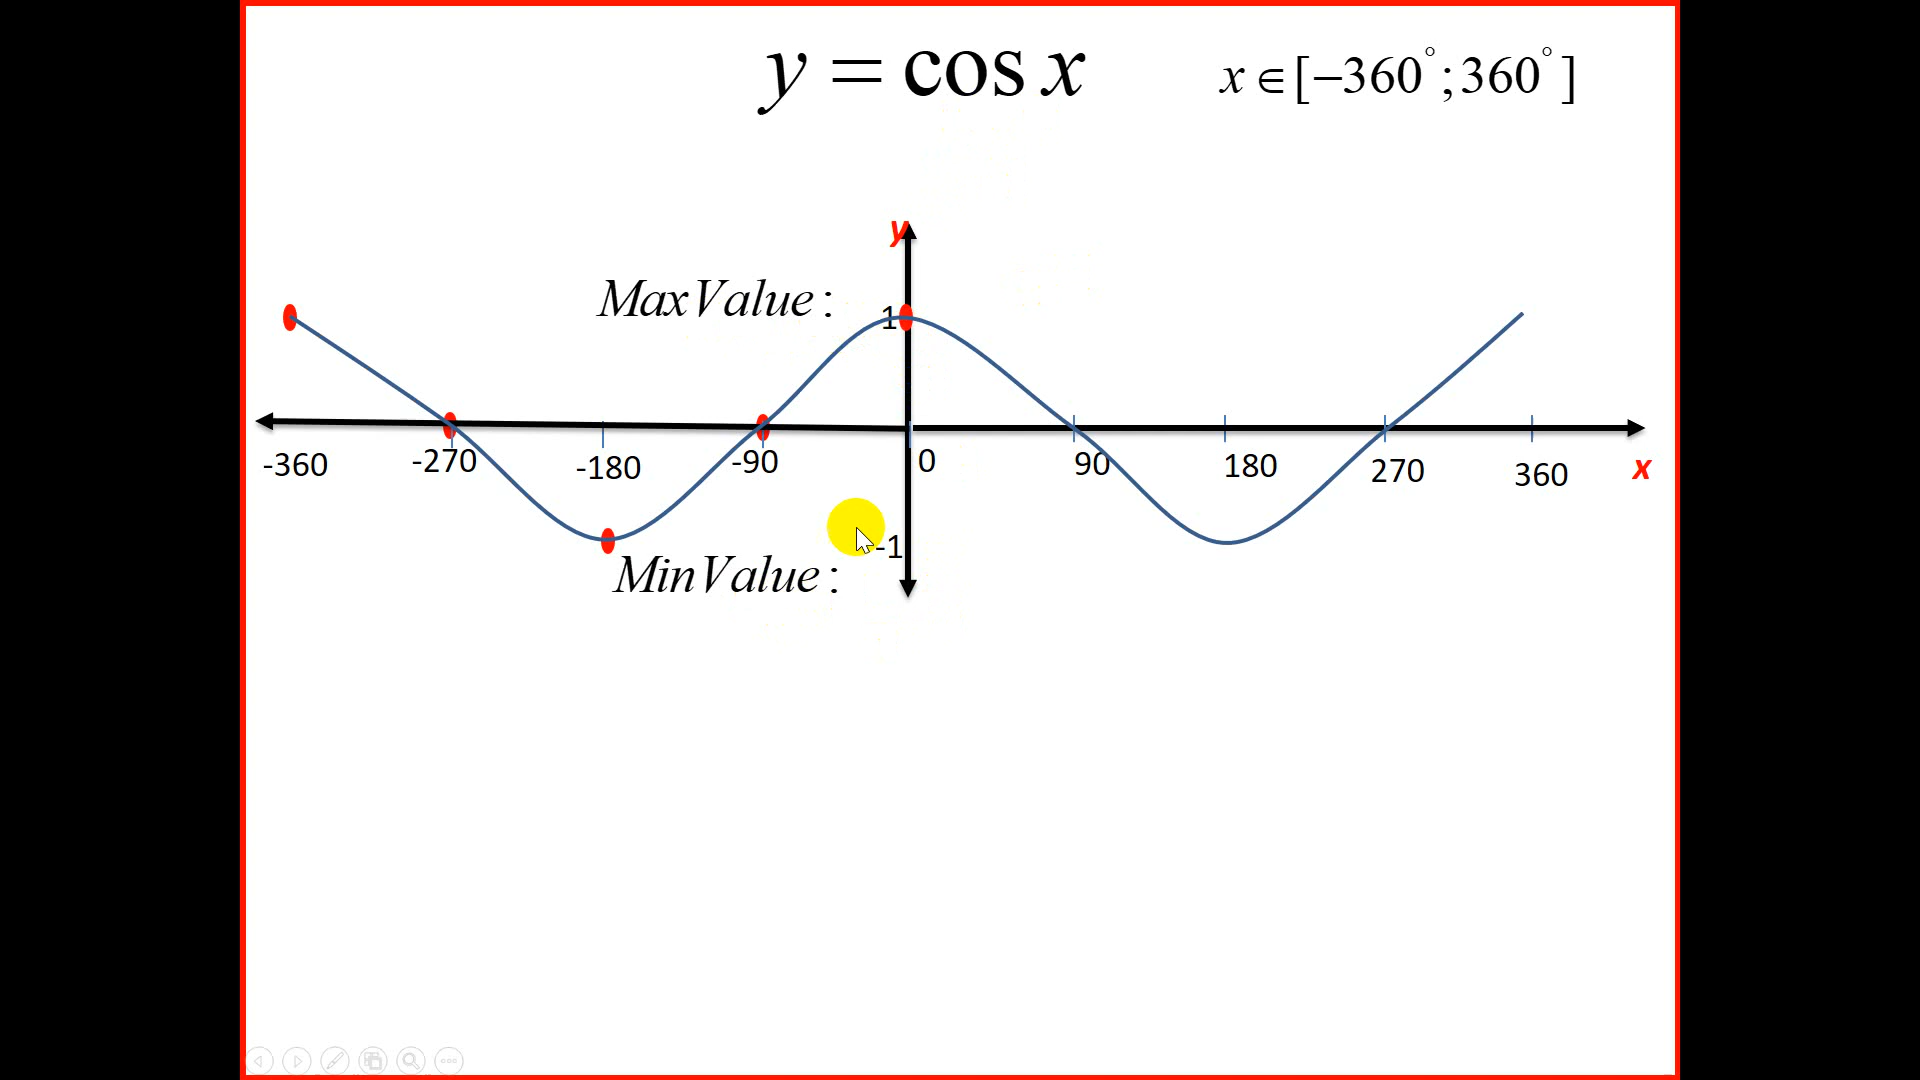 y = cos x
x ∈ [−360°; 360°]
y
Max Value :
1
-360 -270 -180 -90 0 90 180 270 360 x
-1
Min Value :